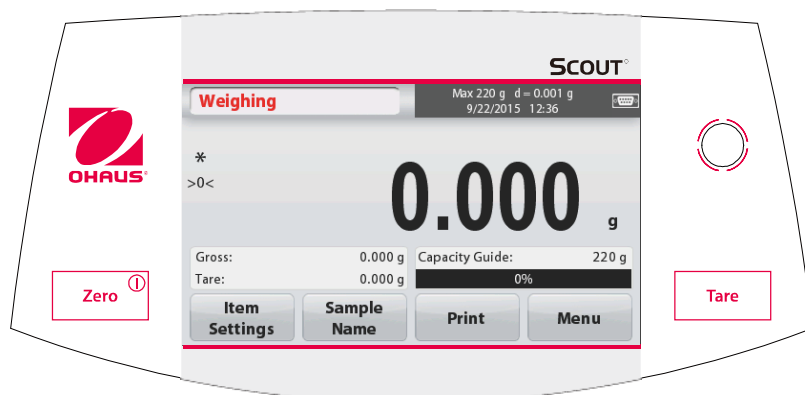 SCOUT
Weighing
Max 220 g d = 0.001 g
9/22/2015 12:36
OHAUS
*
>0<
0.000 g
Gross: 0.000 g
Capacity Guide: 220 g
Tare: 0.000 g
0%
Zero
Tare
Item Settings
Sample Name
Print
Menu